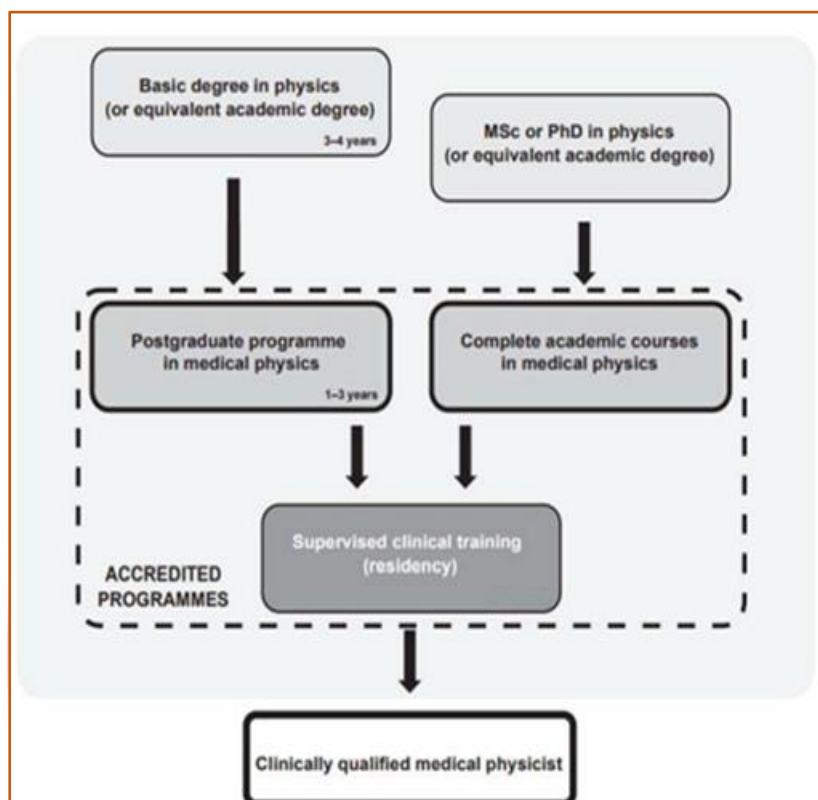 Basic degree in physics
(or equivalent academic degree)
3–4 years
MSc or PhD in physics
(or equivalent academic degree)
Postgraduate programme
in medical physics
1–3 years
Complete academic courses
in medical physics
Supervised clinical training
(residency)
ACCREDITED
PROGRAMMES
Clinically qualified medical physicist